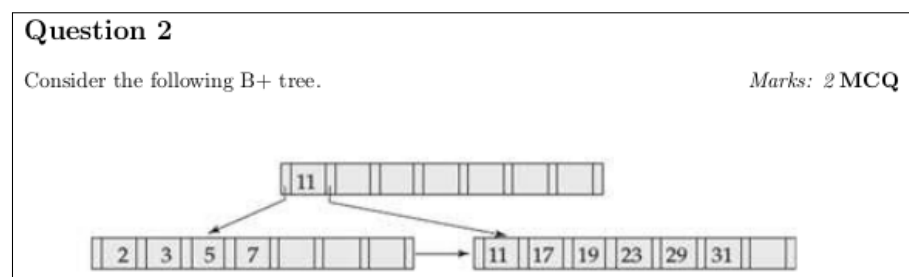 Question 2
Consider the following B+ tree. Marks: 2 MCQ
11
2 3 5 7 11 17 19 23 29 31